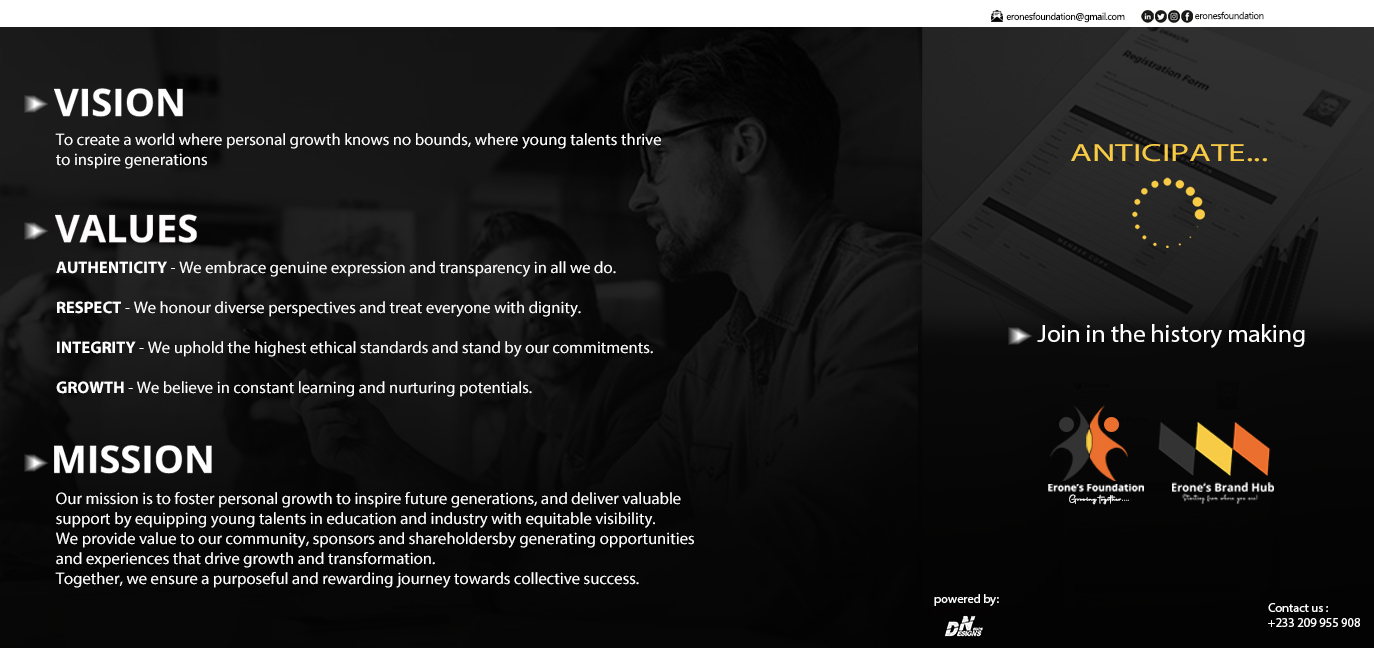 eronesfoundation@gmail.com
eronesfoundation
VISION
To create a world where personal growth knows no bounds, where young talents thrive
to inspire generations
VALUES
AUTHENTICITY - We embrace genuine expression and transparency in all we do.
RESPECT - We honour diverse perspectives and treat everyone with dignity.
INTEGRITY - We uphold the highest ethical standards and stand by our commitments.
GROWTH - We believe in constant learning and nurturing potentials.
MISSION
Our mission is to foster personal growth to inspire future generations, and deliver valuable
support by equipping young talents in education and industry with equitable visibility.
We provide value to our community, sponsors and shareholdersby generating opportunities
and experiences that drive growth and transformation.
Together, we ensure a purposeful and rewarding journey towards collective success.
Registration Form
ANTICIPATE...
Join in the history making
Erone's Foundation
Growing together....
Erone's Brand Hub
Starting from where you are!
powered by:
DN
ESIGNS
Contact us :
+233 209 955 908